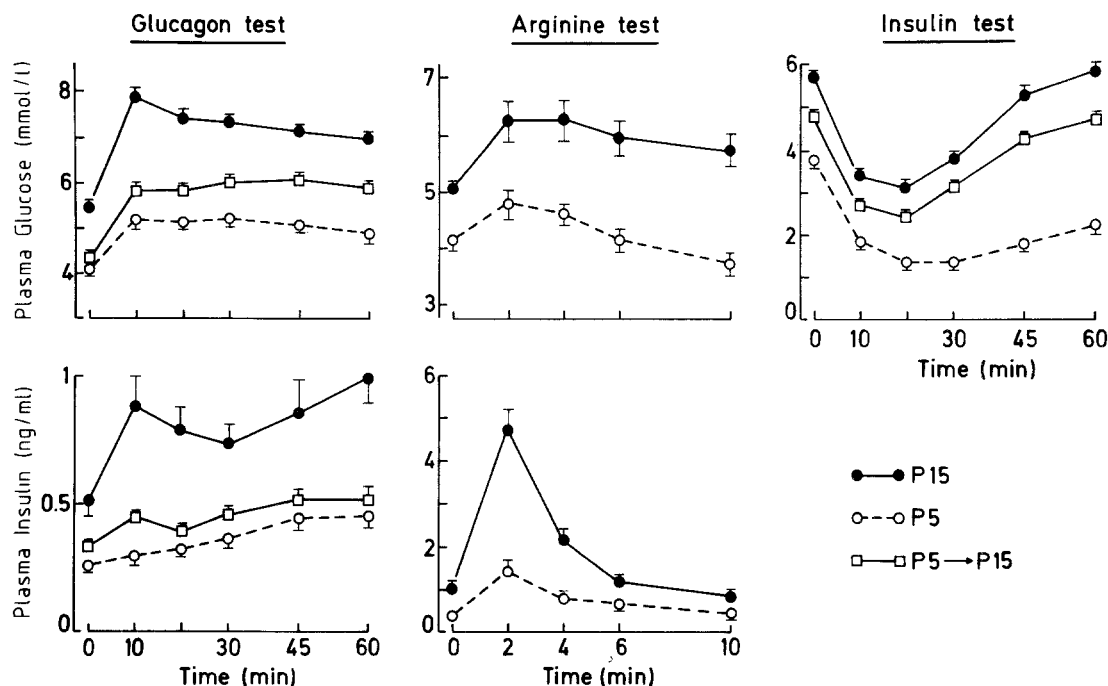 Glucagon test
Arginine test
Insulin test
Plasma Glucose (mmol/l)
8
6
4
7
5
3
6
4
2
0
0 10 30 45 60
Time (min)
Plasma Insulin (ng/ml)
1
0.5
0
0 10 30 45 60
Time (min)
6
4
2
0
0 2 4 6 10
Time (min)
P15
P5
P5 → P15